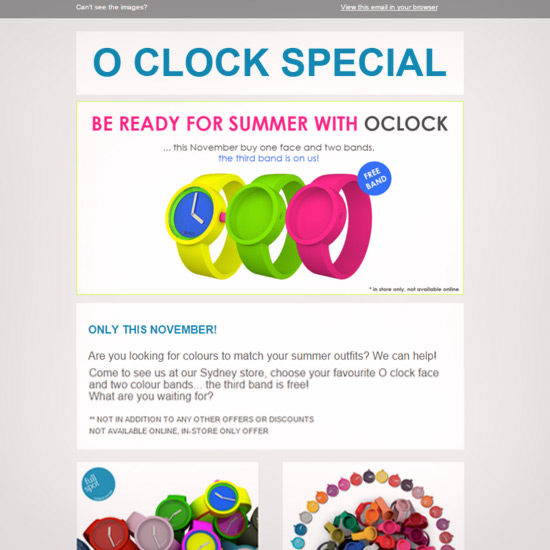 Can't see the images?
View this email in your browser
O CLOCK SPECIAL
BE READY FOR SUMMER WITH OCLOCK
... this November buy one face and two bands,
the third band is on us!
FREE
BAND
* in store only, not available online
ONLY THIS NOVEMBER!
Are you looking for colours to match your summer outfits? We can help!
Come to see us at our Sydney store, choose your favourite O clock face
and two colour bands... the third band is free!
What are you waiting for?
** NOT IN ADDITION TO ANY OTHER OFFERS OR DISCOUNTS
NOT AVAILABLE ONLINE, IN-STORE ONLY OFFER
full
spot